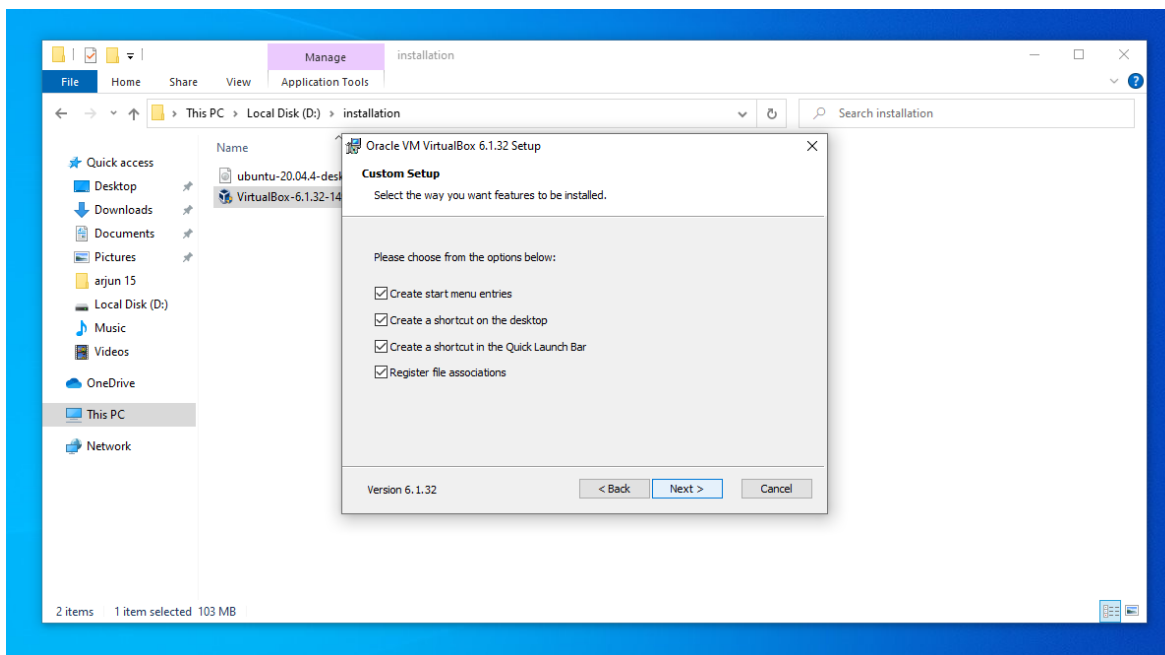 Manage
installation
File
Home
Share
View
Application Tools
This PC > Local Disk (D:) > installation
Search installation
Name
Quick access
Desktop
Downloads
Documents
Pictures
arjun 15
Local Disk (D:)
Music
Videos
OneDrive
This PC
Network
ubuntu-20.04.4-desk
VirtualBox-6.1.32-14
Oracle VM VirtualBox 6.1.32 Setup
Custom Setup
Select the way you want features to be installed.
Please choose from the options below:
Create start menu entries
Create a shortcut on the desktop
Create a shortcut in the Quick Launch Bar
Register file associations
Version 6.1.32
< Back
Next >
Cancel
2 items
1 item selected 103 MB